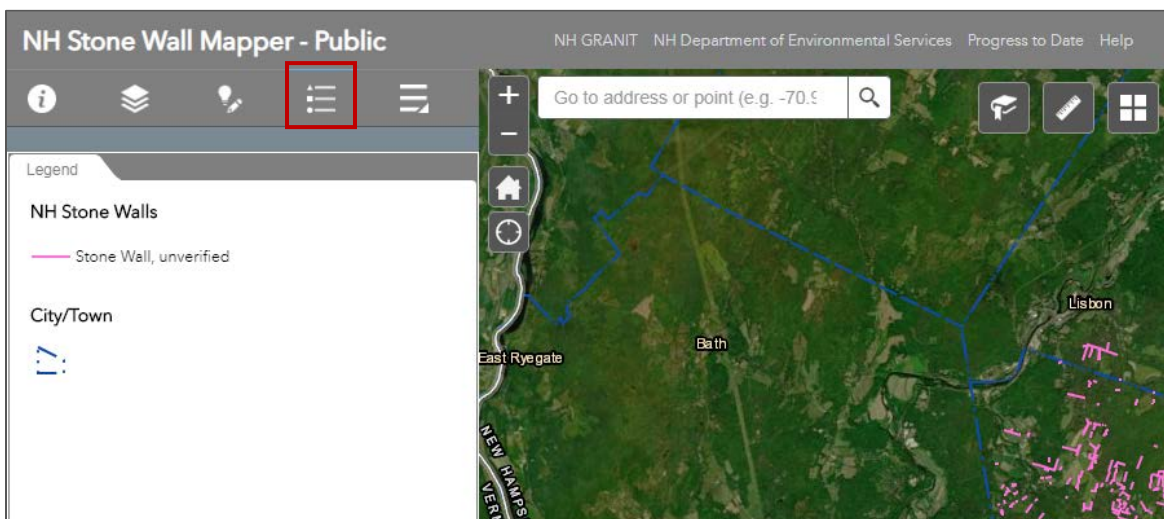 NH Stone Wall Mapper - Public
NH GRANIT NH Department of Environmental Services Progress to Date Help
Go to address or point (e.g. -70.9
Legend
NH Stone Walls
Stone Wall, unverified
City/Town
Lisbon
Bath
East Ryegate
NEW HAMPS
VERM